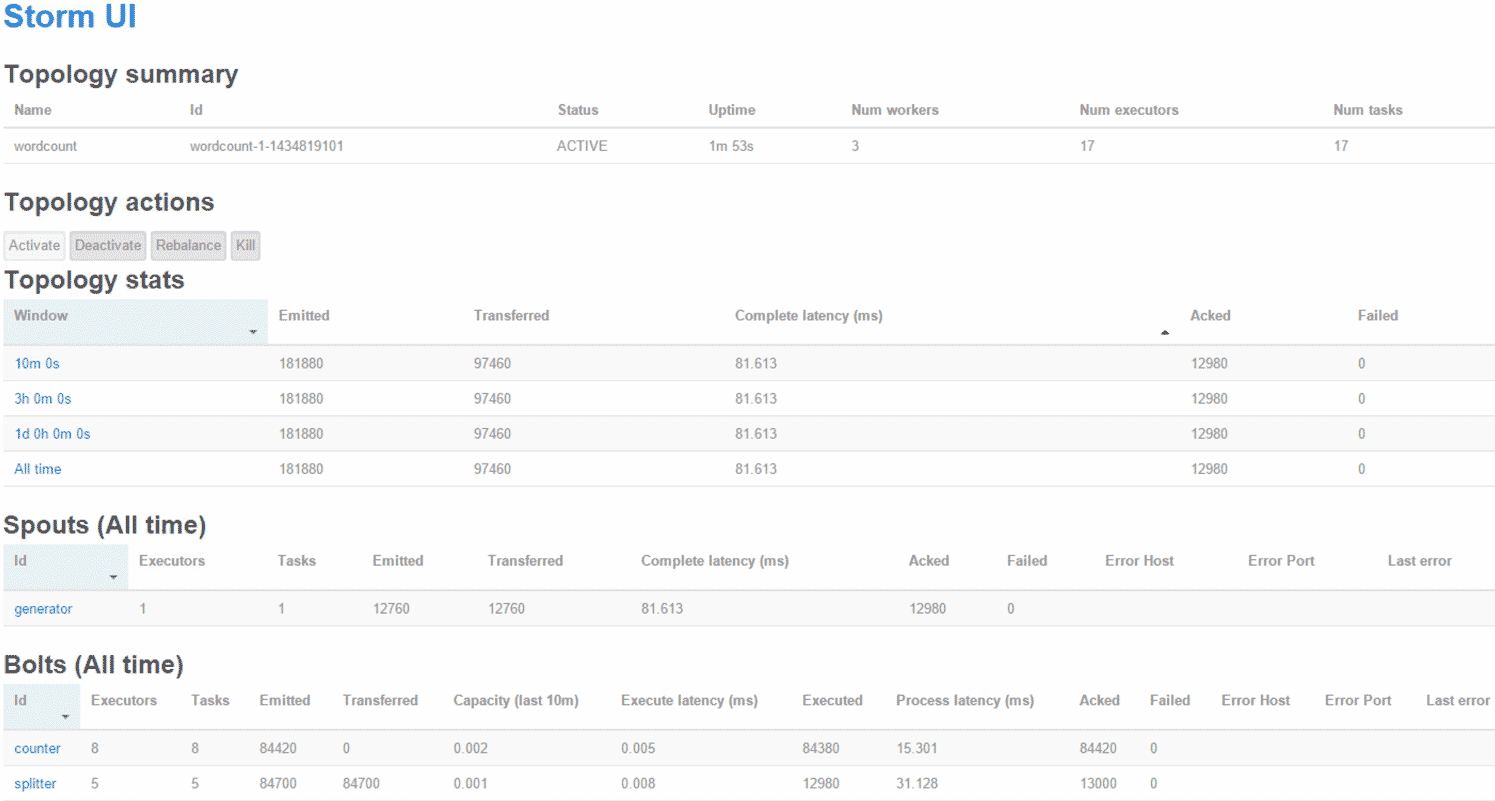 Storm UI
Topology summary
Name Id Status Uptime Num workers Num executors Num tasks
wordcount wordcount-1-1434819101 ACTIVE 1m 53s 3 17 17
Topology actions
Activate Deactivate Rebalance Kill
Topology stats
Window Emitted Transferred Complete latency (ms) Acked Failed
10m 0s 181880 97460 81.613 12980 0
3h 0m 0s 181880 97460 81.613 12980 0
1d 0h 0m 0s 181880 97460 81.613 12980 0
All time 181880 97460 81.613 12980 0
Spouts (All time)
Id Executors Tasks Emitted Transferred Complete latency (ms) Acked Failed Error Host Error Port Last error
generator 1 1 12760 12760 81.613 12980 0
Bolts (All time)
Id Executors Tasks Emitted Transferred Capacity (last 10m) Execute latency (ms) Executed Process latency (ms) Acked Failed Error Host Error Port Last error
counter 8 8 84420 0 0.002 0.005 84380 15.301 84420 0
splitter 5 5 84700 84700 0.001 0.008 12980 31.128 13000 0